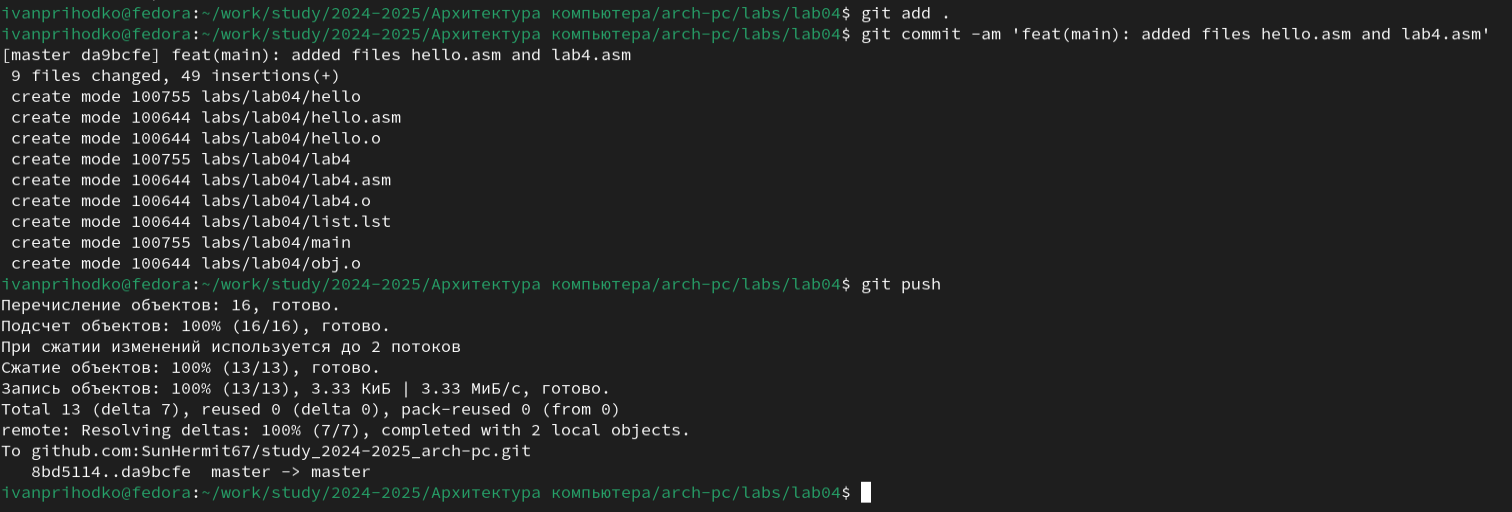 ivanprihodko@fedora:~/work/study/2024-2025/Архитектура компьютера/arch-pc/labs/lab04$ git add .
ivanprihodko@fedora:~/work/study/2024-2025/Архитектура компьютера/arch-pc/labs/lab04$ git commit -am 'feat(main): added files hello.asm and lab4.asm'
[master da9bcfe] feat(main): added files hello.asm and lab4.asm
 9 files changed, 49 insertions(+)
 create mode 100755 labs/lab04/hello
 create mode 100644 labs/lab04/hello.asm
 create mode 100644 labs/lab04/hello.o
 create mode 100755 labs/lab04/lab4
 create mode 100644 labs/lab04/lab4.asm
 create mode 100644 labs/lab04/lab4.o
 create mode 100644 labs/lab04/list.lst
 create mode 100755 labs/lab04/main
 create mode 100644 labs/lab04/obj.o
ivanprihodko@fedora:~/work/study/2024-2025/Архитектура компьютера/arch-pc/labs/lab04$ git push
Перечисление объектов: 16, готово.
Подсчет объектов: 100% (16/16), готово.
При сжатии изменений используется до 2 потоков
Сжатие объектов: 100% (13/13), готово.
Запись объектов: 100% (13/13), 3.33 КиБ | 3.33 МиБ/с, готово.
Total 13 (delta 7), reused 0 (delta 0), pack-reused 0 (from 0)
remote: Resolving deltas: 100% (7/7), completed with 2 local objects.
To github.com:SunHermit67/study_2024-2025_arch-pc.git
   8bd5114..da9bcfe  master -> master
ivanprihodko@fedora:~/work/study/2024-2025/Архитектура компьютера/arch-pc/labs/lab04$